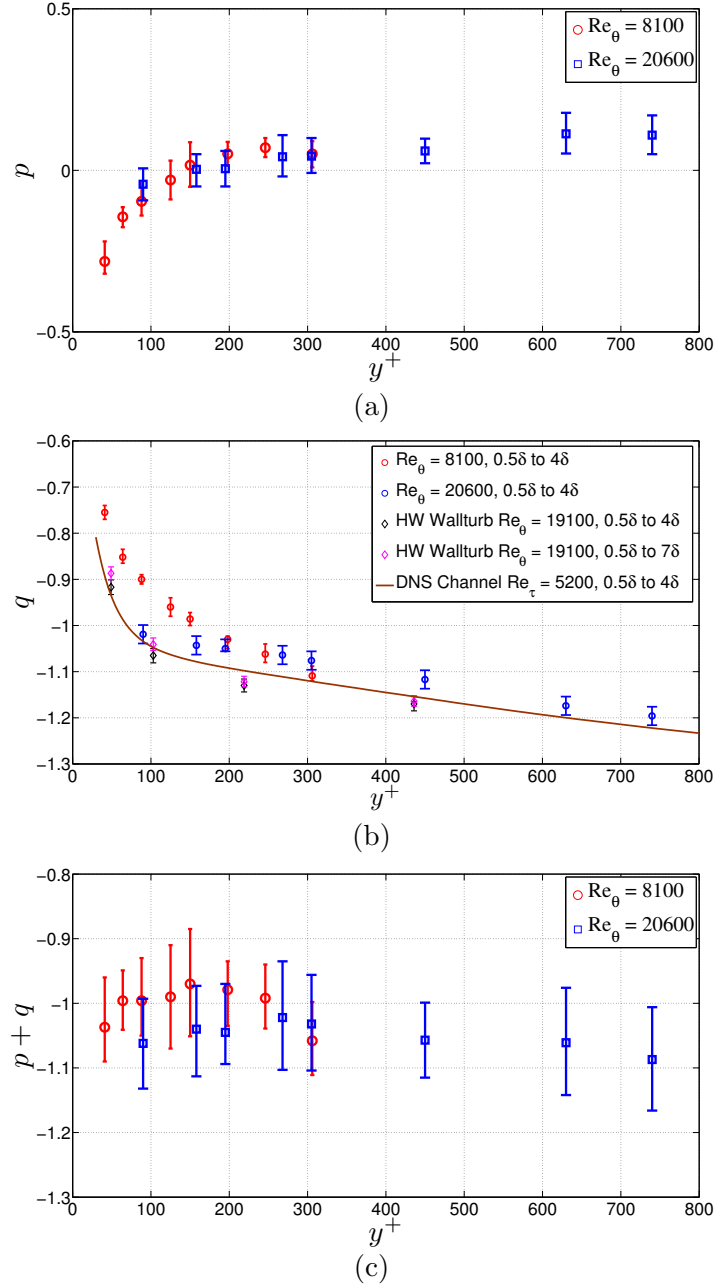 0.5
0
−0.5
p
Re_θ = 8100
Re_θ = 20600
0 100 200 300 400 500 600 700 800
y⁺
(a)
−0.6
−0.7
−0.8
−0.9
−1
−1.1
−1.2
−1.3
q
Re_θ = 8100, 0.5δ to 4δ
Re_θ = 20600, 0.5δ to 4δ
HW Wallturb Re_θ = 19100, 0.5δ to 4δ
HW Wallturb Re_θ = 19100, 0.5δ to 7δ
DNS Channel Re_τ = 5200, 0.5δ to 4δ
0 100 200 300 400 500 600 700 800
y⁺
(b)
−0.8
−0.9
−1
−1.1
−1.2
−1.3
p + q
Re_θ = 8100
Re_θ = 20600
0 100 200 300 400 500 600 700 800
y⁺
(c)